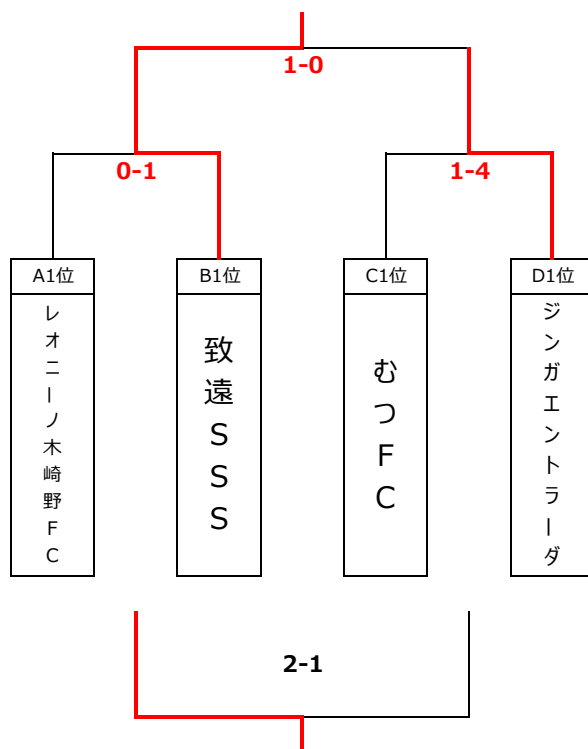 1-0
0-1
1-4
A1位
B1位
C1位
D1位
レオニーノ木崎野FC
致遠SSS
むつFC
ジンガエントラーダ
2-1